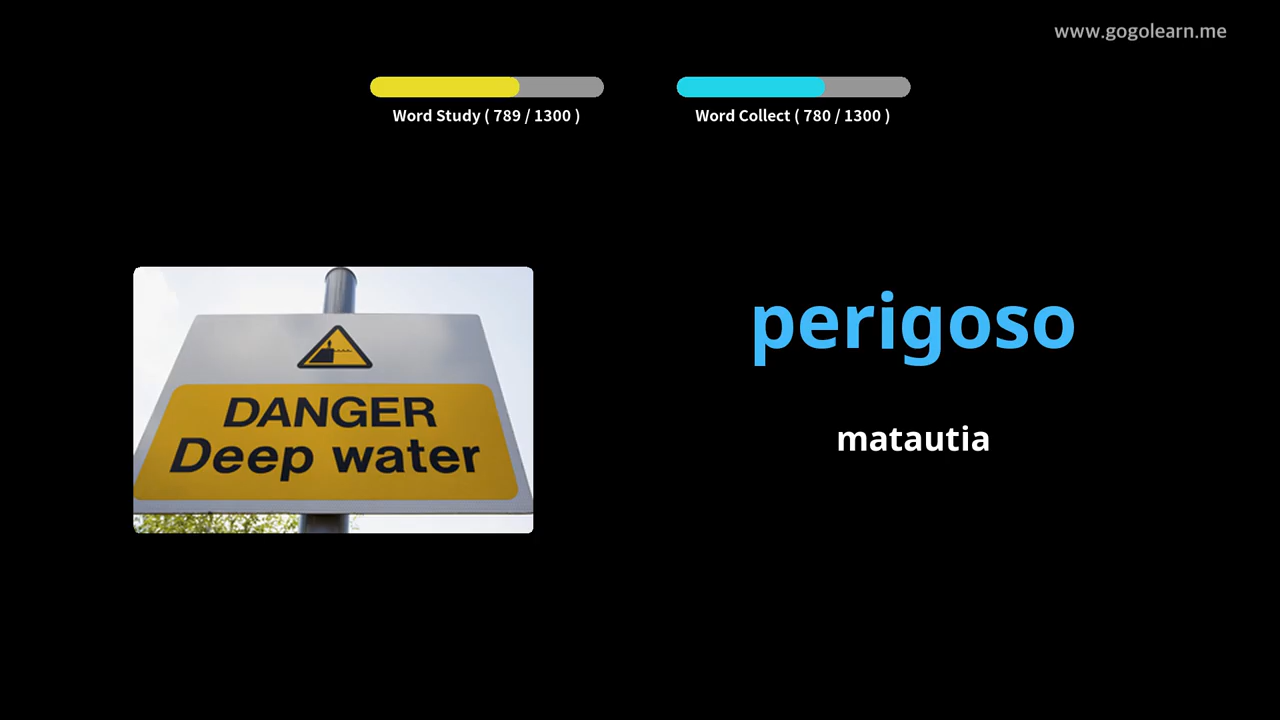 www.gogolearn.me
Word Study ( 789 / 1300 )
Word Collect ( 780 / 1300 )
DANGER
Deep water
perigoso
matautia